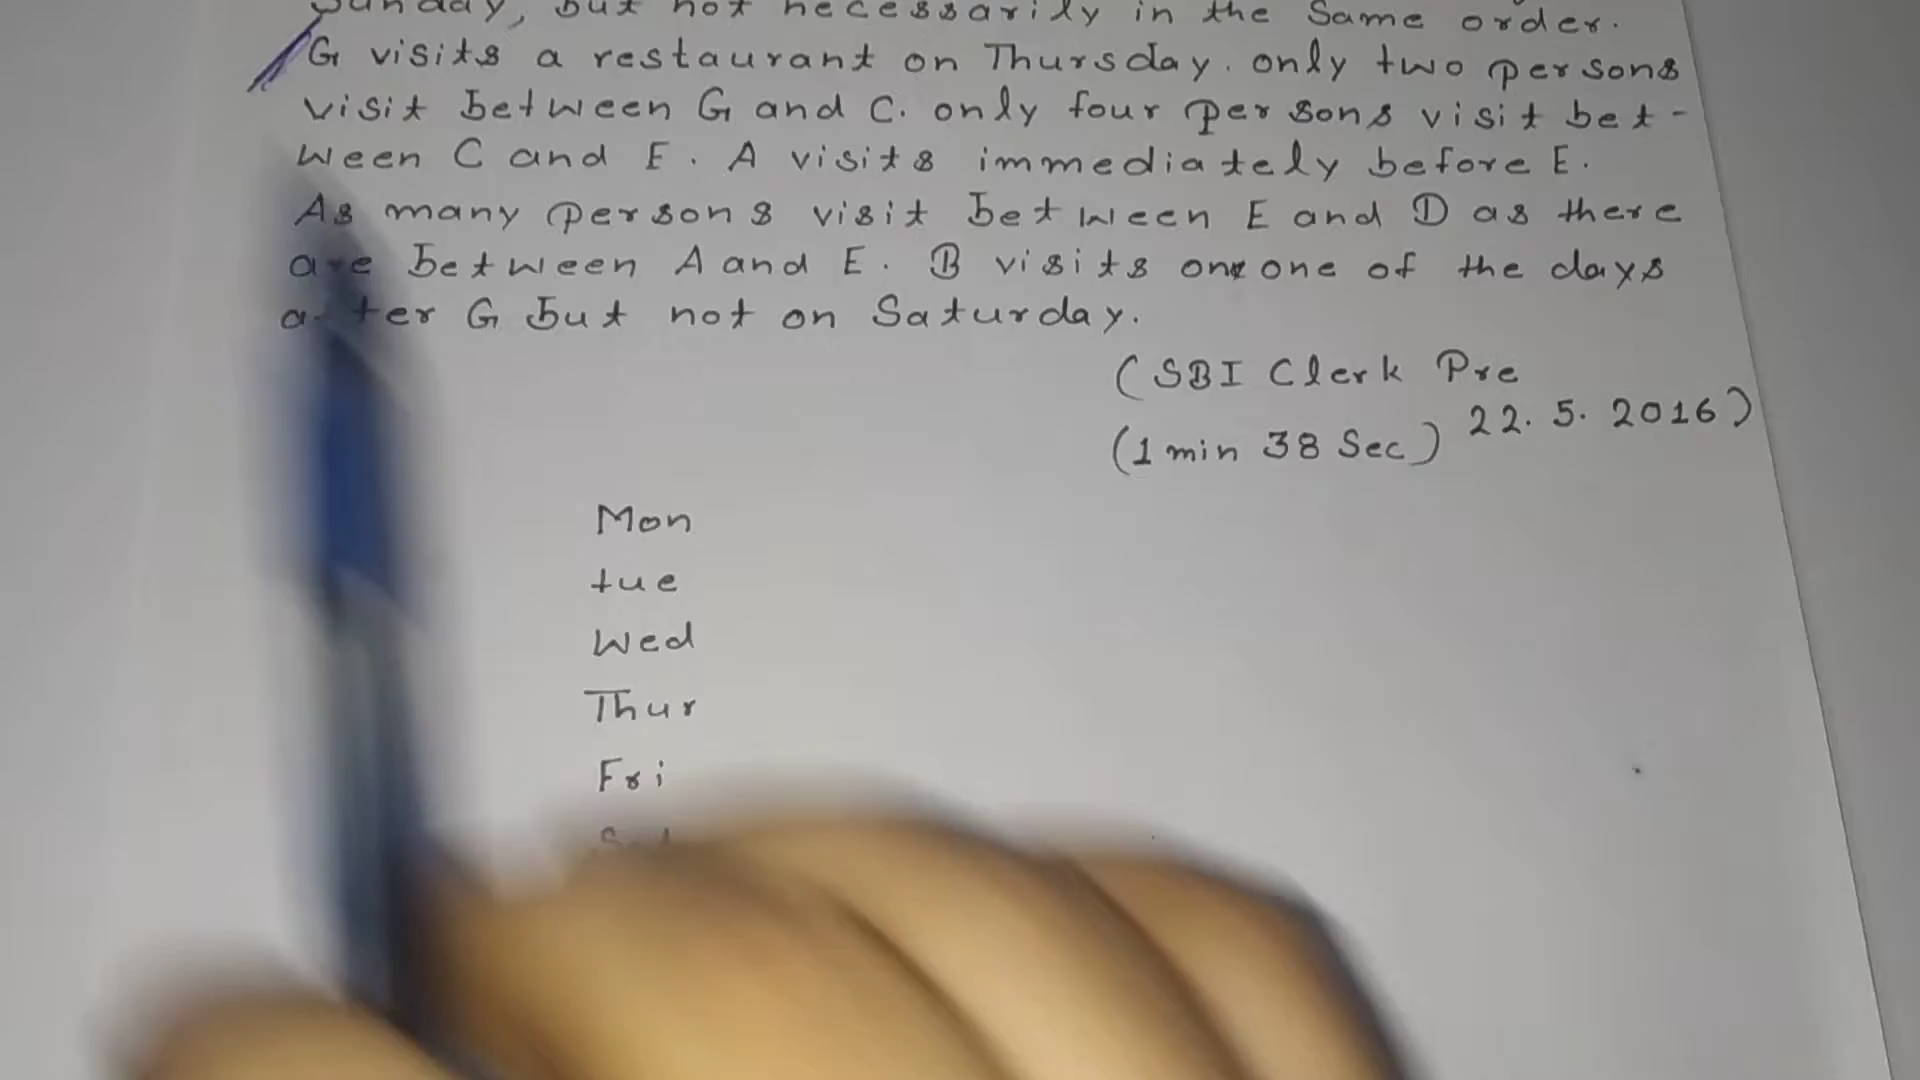 Sunday, but not necessarily in the same order.
G visits a restaurant on Thursday. only two persons
visit between G and C. only four persons visit bet-
ween C and E. A visits immediately before E.
As many persons visit between E and D as there
are between A and E. B visits on one of the days
G but not on Saturday.
(SBI Clerk Pre
22. 5. 2016)
(1 min 38 Sec)
Mon
tue
Wed
Thur
Fri